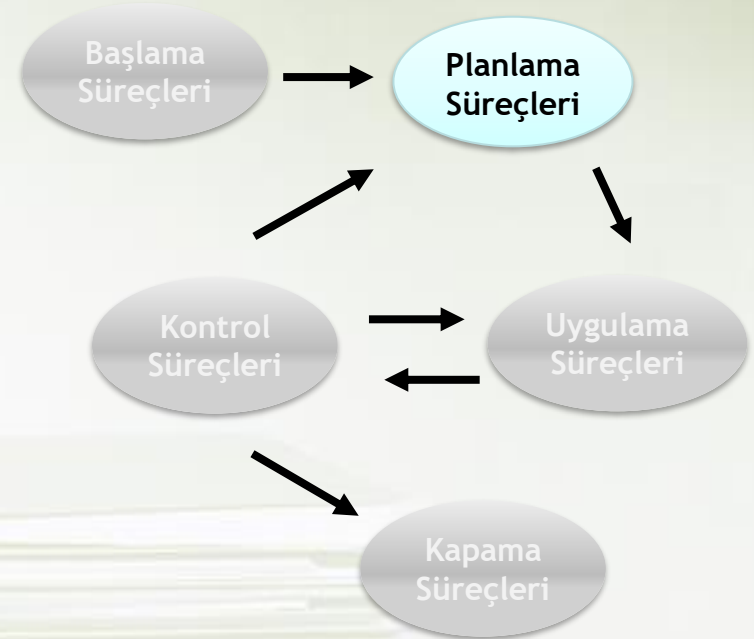 Başlama
Süreçleri
Planlama
Süreçleri
Kontrol
Süreçleri
Uygulama
Süreçleri
Kapama
Süreçleri